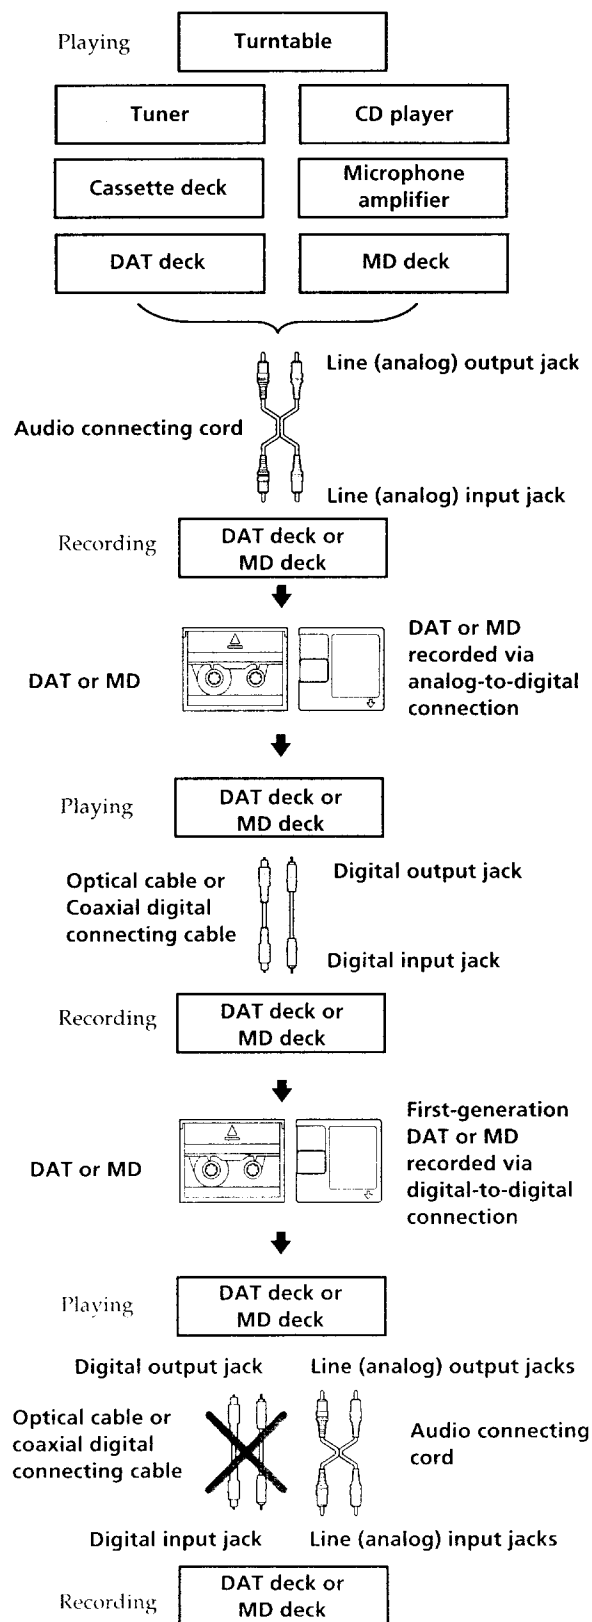 Playing
Turntable
Tuner
CD player
Cassette deck
Microphone
amplifier
DAT deck
MD deck
Line (analog) output jack
Audio connecting cord
Line (analog) input jack
Recording
DAT deck or
MD deck
DAT or MD
DAT or MD
recorded via
analog-to-digital
connection
Playing
DAT deck or
MD deck
Optical cable or
Coaxial digital
connecting cable
Digital output jack
Digital input jack
Recording
DAT deck or
MD deck
DAT or MD
First-generation
DAT or MD
recorded via
digital-to-digital
connection
Playing
DAT deck or
MD deck
Digital output jack
Line (analog) output jacks
Optical cable or
coaxial digital
connecting cable
Audio connecting
cord
Digital input jack
Line (analog) input jacks
Recording
DAT deck or
MD deck